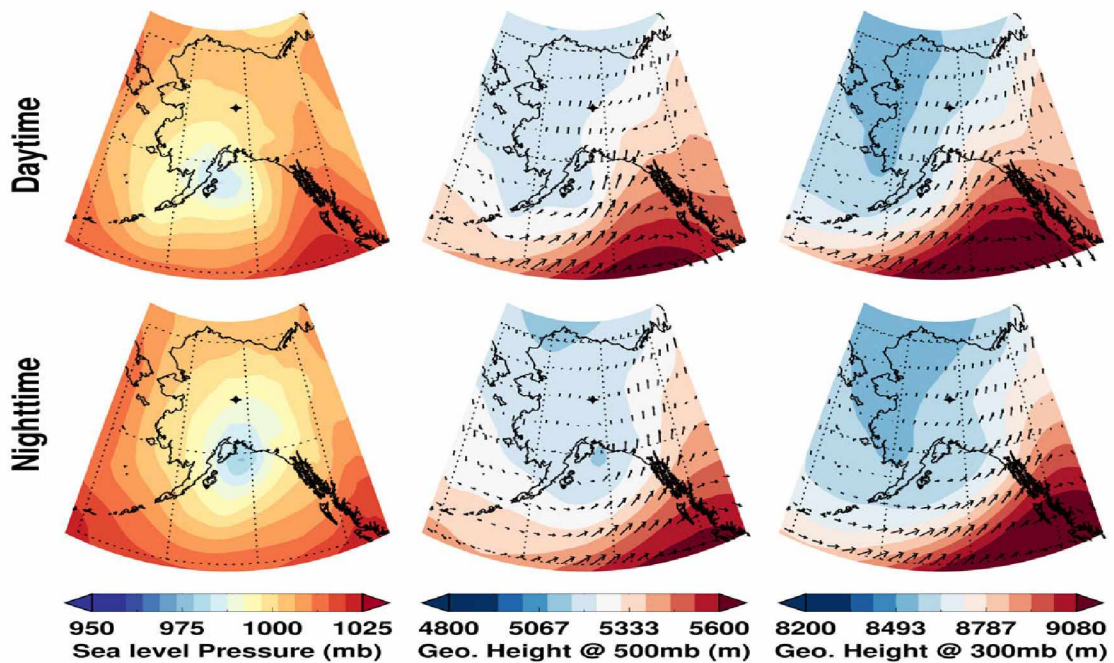 Daytime
Nighttime
950 975 1000 1025
Sea level Pressure (mb)
4800 5067 5333 5600
Geo. Height @ 500mb (m)
8200 8493 8787 9080
Geo. Height @ 300mb (m)